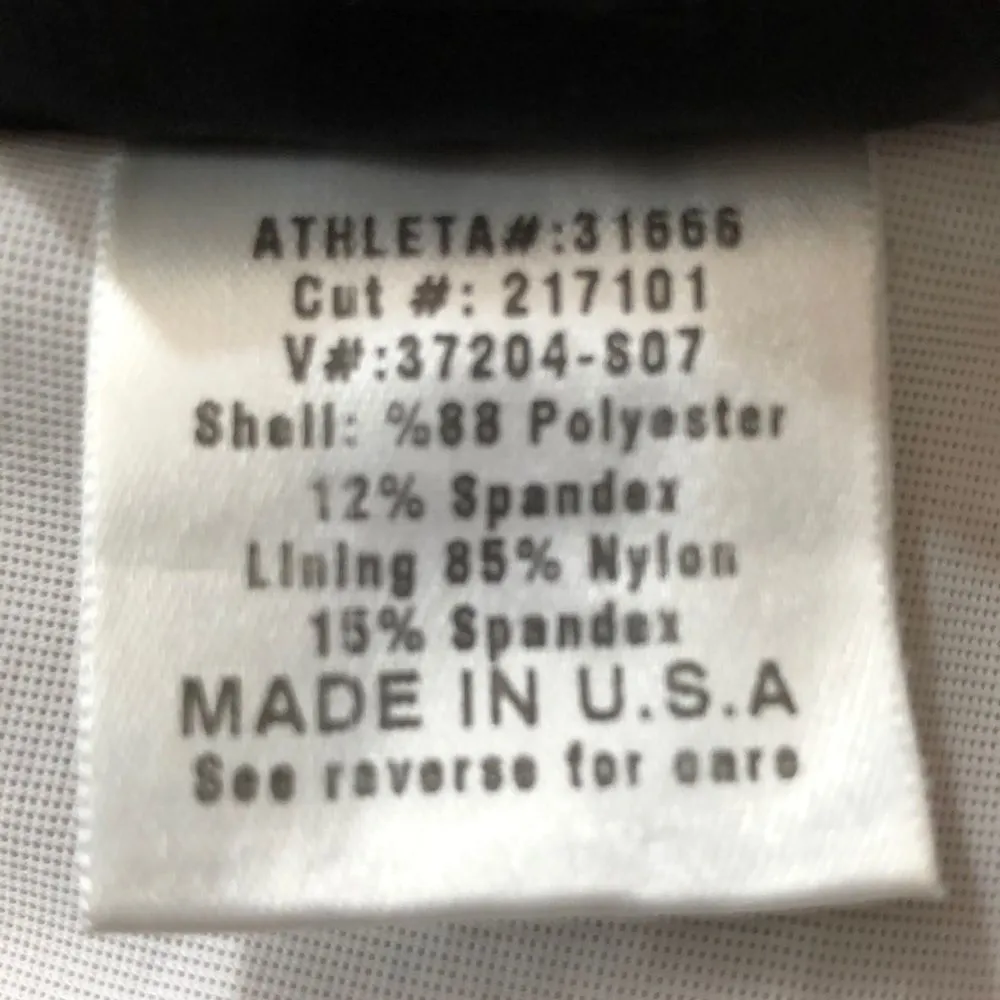 ATHLETA#:31666
Cut #: 217101
V#:37204-S07
Shell: %88 Polyester
12% Spandex
Lining 85% Nylon
15% Spandex
MADE IN U.S.A
See reverse for care